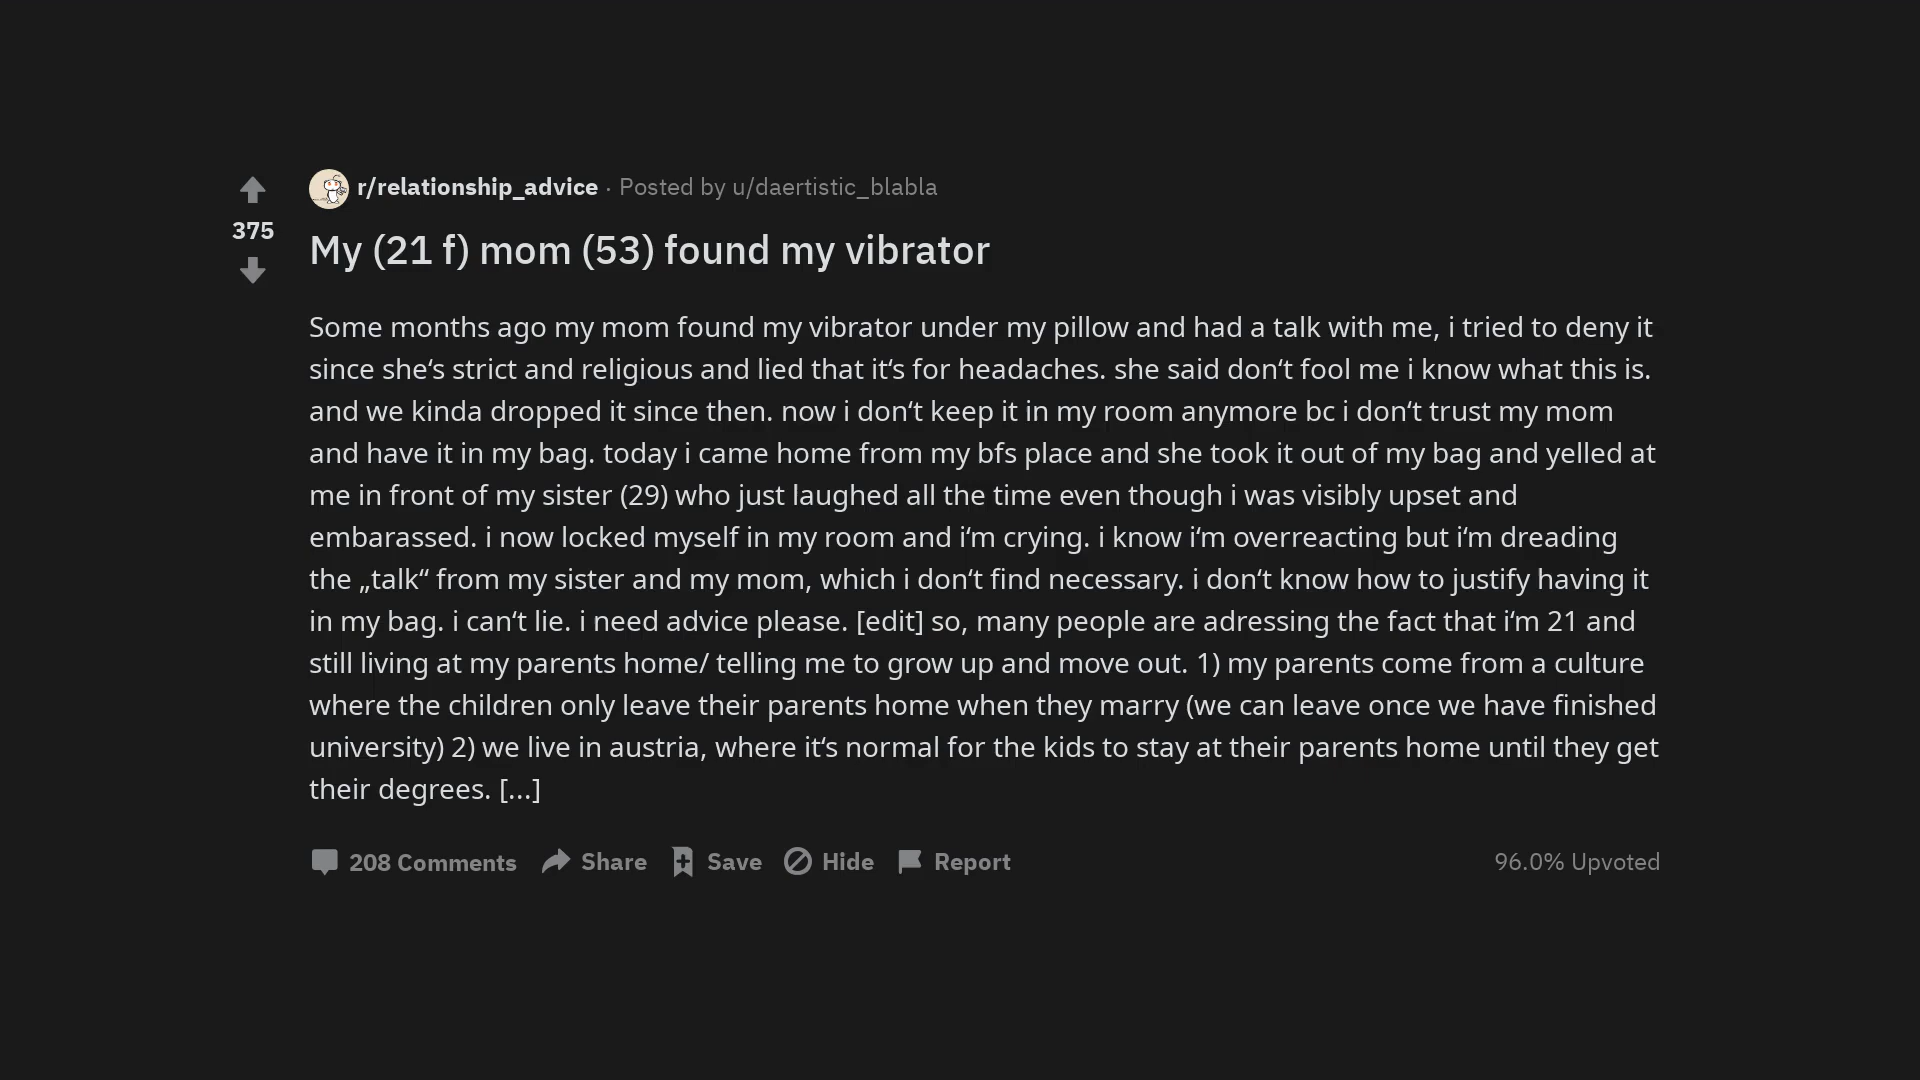 r/relationship_advice · Posted by u/daertistic_blabla
375
My (21 f) mom (53) found my vibrator
Some months ago my mom found my vibrator under my pillow and had a talk with me, i tried to deny it
since she‘s strict and religious and lied that it‘s for headaches. she said don‘t fool me i know what this is.
and we kinda dropped it since then. now i don‘t keep it in my room anymore bc i don‘t trust my mom
and have it in my bag. today i came home from my bfs place and she took it out of my bag and yelled at
me in front of my sister (29) who just laughed all the time even though i was visibly upset and
embarassed. i now locked myself in my room and i‘m crying. i know i‘m overreacting but i‘m dreading
the „talk“ from my sister and my mom, which i don‘t find necessary. i don‘t know how to justify having it
in my bag. i can‘t lie. i need advice please. [edit] so, many people are adressing the fact that i‘m 21 and
still living at my parents home/ telling me to grow up and move out. 1) my parents come from a culture
where the children only leave their parents home when they marry (we can leave once we have finished
university) 2) we live in austria, where it‘s normal for the kids to stay at their parents home until they get
their degrees. [...]
208 Comments Share Save Hide Report 96.0% Upvoted